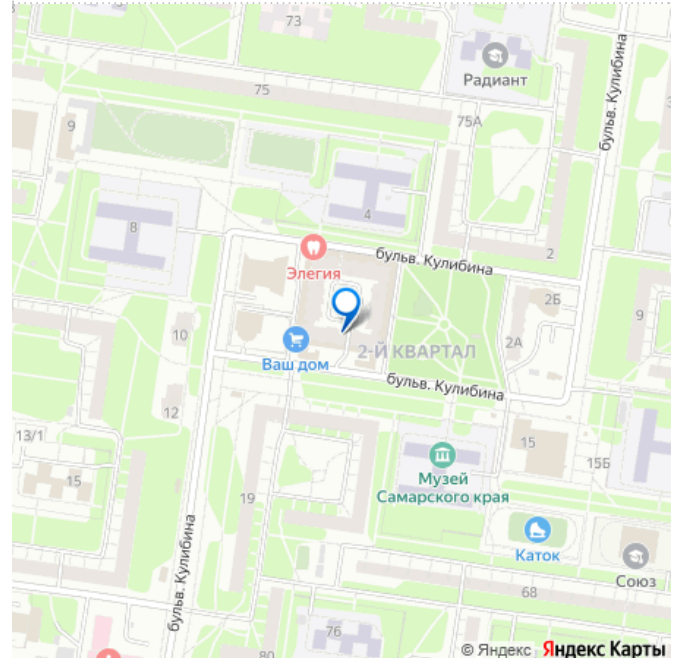 73
Радиант
75
75А
бульв. Кулибина
9
4
8
бульв. Кулибина
2
Элегия
2Б
9
10
Ваш дом
2-Й КВАРТАЛ
2А
бульв. Кулибина
12
13/1
15
15
15Б
Музей
Самарского края
19
бульв. Кулибина
Каток
Союз
68
76
80
© Яндекс Яндекс Карты